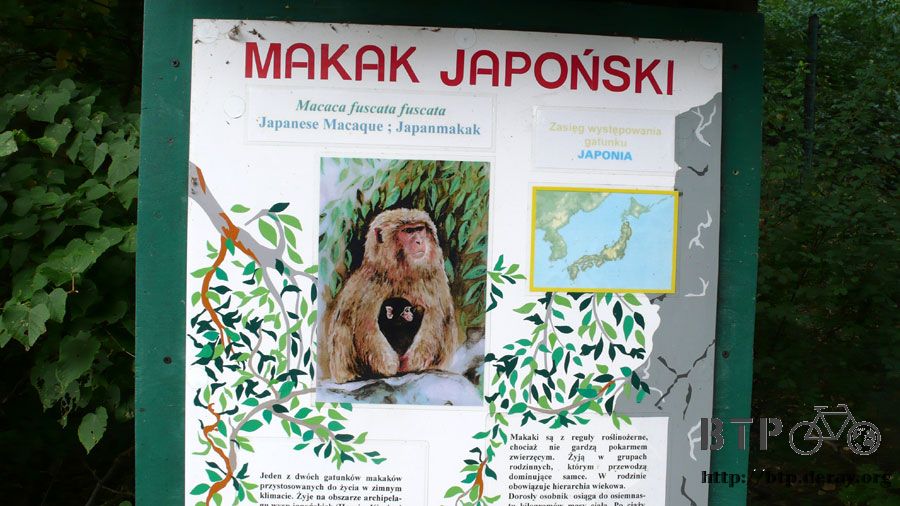 MAKAK JAPOŃSKI
Macaca fuscata fuscata
Japanese Macaque ; Japanmakak
Zasięg występowania
gatunku
JAPONIA
Jeden z dwóch gatunków makaków
przystosowanych do życia w zimnym
klimacie. Żyje na obszarze archipela-
Makaki są z reguły roślinożerne,
chociaż nie gardzą pokarmem
zwierzęcym. Żyją w grupach
rodzinnych, którym przewodzą
dominujące samce. W rodzinie
obowiązuje hierarchia wiekowa.
Dorosły osobnik osiąga do osiemnas-
BTP
http://btp.deray.org